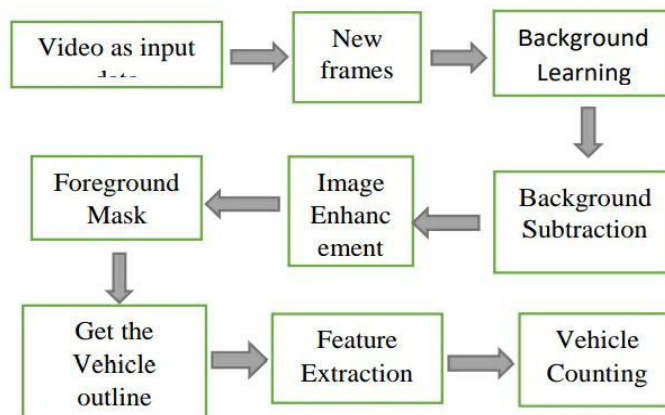 Video as input
data
New
frames
Background
Learning
Background
Subtraction
Image
Enhanc
ement
Foreground
Mask
Get the
Vehicle
outline
Feature
Extraction
Vehicle
Counting